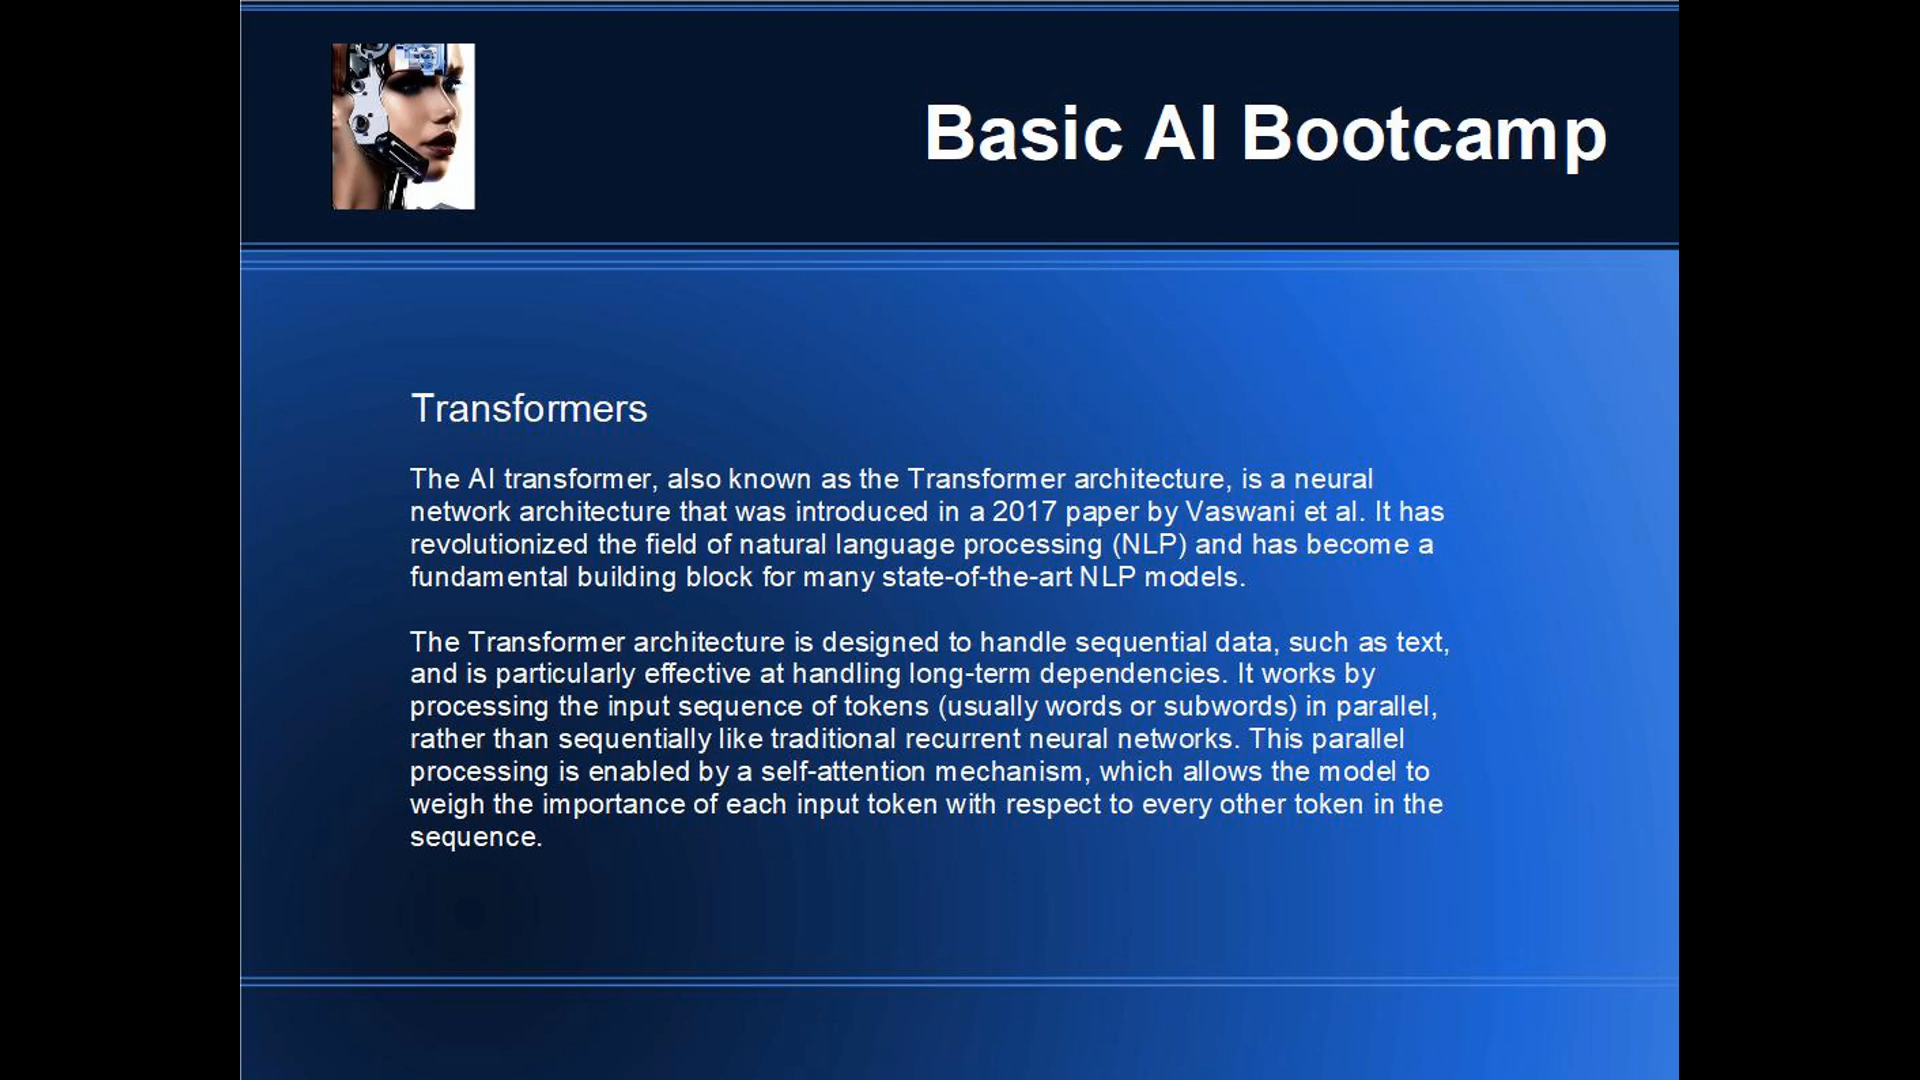 Basic AI Bootcamp
Transformers
The AI transformer, also known as the Transformer architecture, is a neural
network architecture that was introduced in a 2017 paper by Vaswani et al. It has
revolutionized the field of natural language processing (NLP) and has become a
fundamental building block for many state-of-the-art NLP models.
The Transformer architecture is designed to handle sequential data, such as text,
and is particularly effective at handling long-term dependencies. It works by
processing the input sequence of tokens (usually words or subwords) in parallel,
rather than sequentially like traditional recurrent neural networks. This parallel
processing is enabled by a self-attention mechanism, which allows the model to
weigh the importance of each input token with respect to every other token in the
sequence.